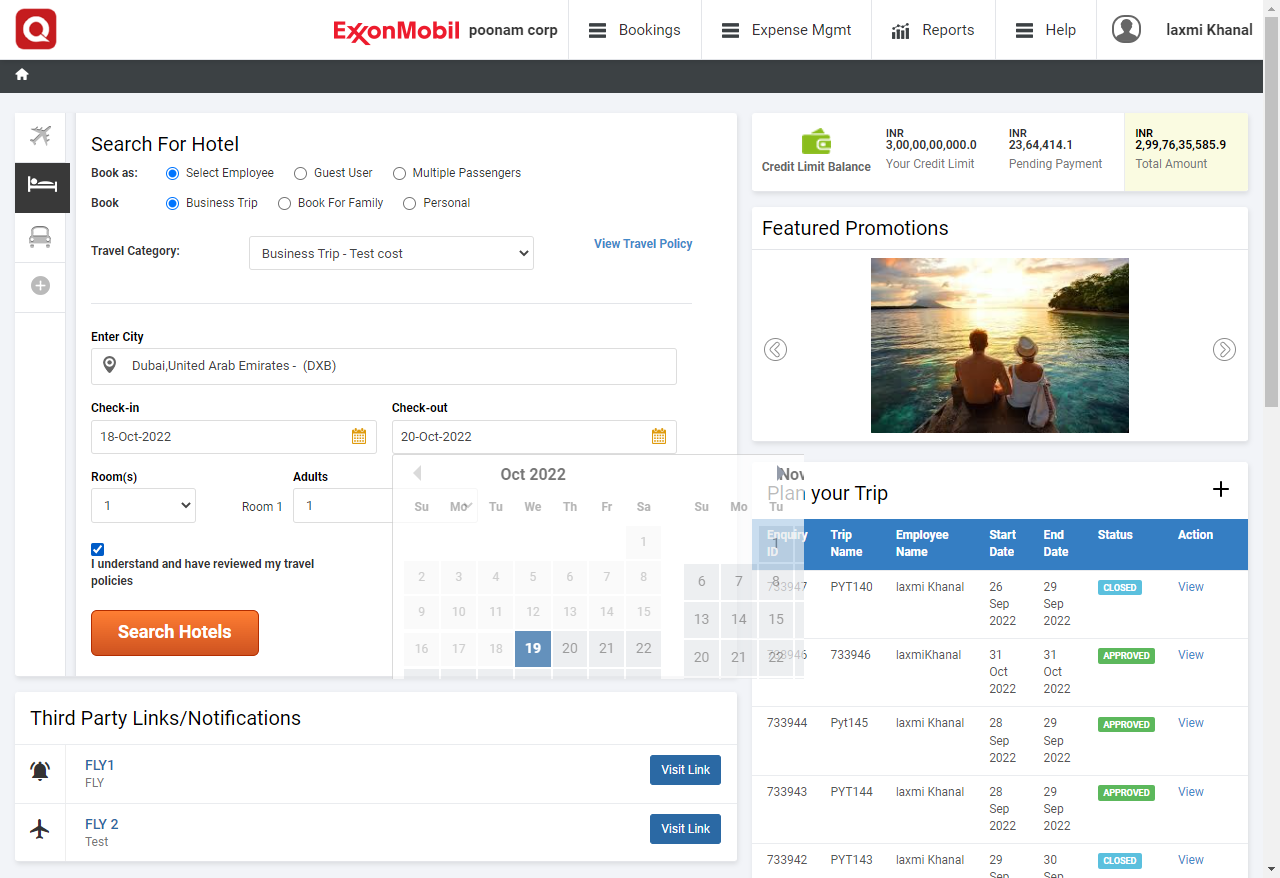 ExxonMobil poonam corp
Bookings
Expense Mgmt
Reports
Help
laxmi Khanal
Search For Hotel
Book as: Select Employee Guest User Multiple Passengers
Book Business Trip Book For Family Personal
Travel Category: Business Trip - Test cost View Travel Policy
Enter City
Dubai,United Arab Emirates - (DXB)
Check-in Check-out
18-Oct-2022 20-Oct-2022
Room(s) Adults
1 Room 1 1
I understand and have reviewed my travel
policies
Search Hotels
Oct 2022
Su Mo Tu We Th Fr Sa
1
2 3 4 5 6 7 8
9 10 11 12 13 14 15
16 17 18 19 20 21 22
Nov
Su Mo Tu
1
6 7 8
13 14 15
20 21 22
Third Party Links/Notifications
FLY1
FLY
Visit Link
FLY 2
Test
Visit Link
Credit Limit Balance
INR
3,00,00,00,000.0
Your Credit Limit
INR
23,64,414.1
Pending Payment
INR
2,99,76,35,585.9
Total Amount
Featured Promotions
Plan your Trip
Enquiry ID Trip Name Employee Name Start Date End Date Status Action
733947 PYT140 laxmi Khanal 26 Sep 2022 29 Sep 2022 CLOSED View
733946 733946 laxmiKhanal 31 Oct 2022 31 Oct 2022 APPROVED View
733944 Pyt145 laxmi Khanal 28 Sep 2022 29 Sep 2022 APPROVED View
733943 PYT144 laxmi Khanal 28 Sep 2022 29 Sep 2022 APPROVED View
733942 PYT143 laxmi Khanal 29 Sep 30 Sep CLOSED View